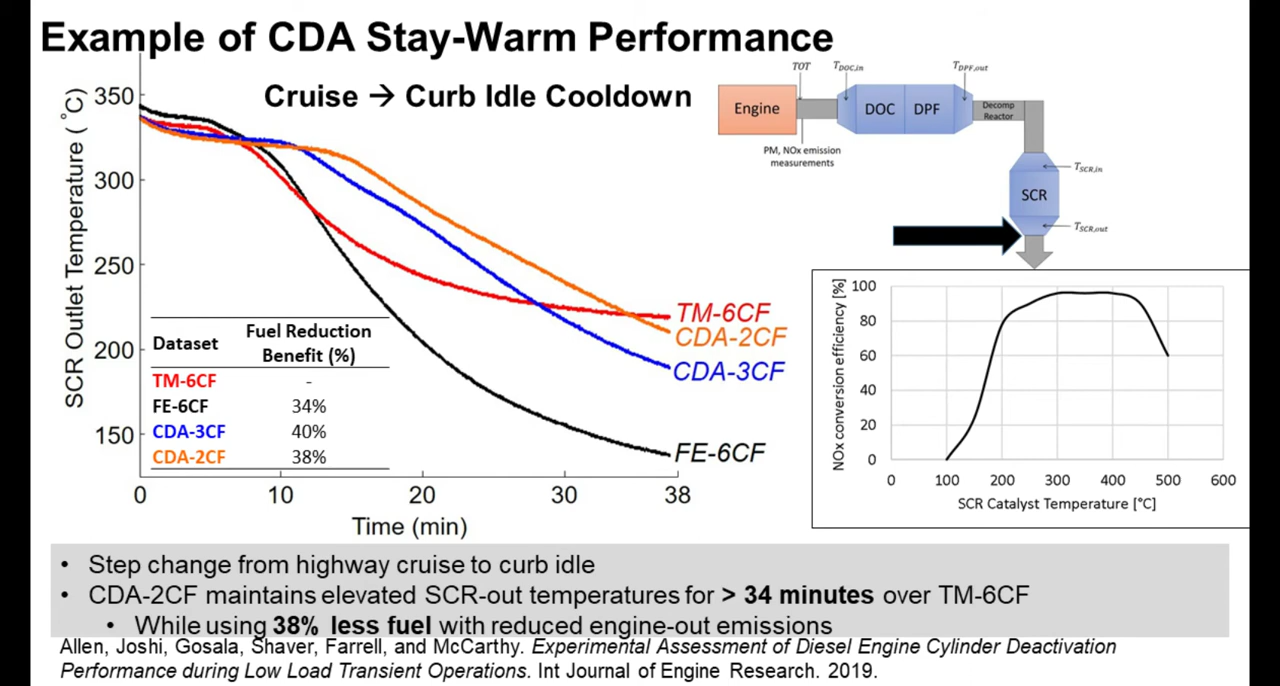 Example of CDA Stay-Warm Performance
Cruise → Curb Idle Cooldown
SCR Outlet Temperature ( ˚C)
350
300
250
200
150
0
10
20
30
38
Time (min)
TM-6CF
CDA-2CF
CDA-3CF
FE-6CF
Dataset
Fuel Reduction
Benefit (%)
TM-6CF -
FE-6CF 34%
CDA-3CF 40%
CDA-2CF 38%
TOT
T_DOC,in
T_DPF,out
Engine
DOC
DPF
Decomp
Reactor
PM, NOx emission
measurements
T_SCR,in
SCR
T_SCR,out
NOx conversion efficiency [%]
100
80
60
40
20
0
0
100
200
300
400
500
600
SCR Catalyst Temperature [°C]
• Step change from highway cruise to curb idle
• CDA-2CF maintains elevated SCR-out temperatures for > 34 minutes over TM-6CF
• While using 38% less fuel with reduced engine-out emissions
Allen, Joshi, Gosala, Shaver, Farrell, and McCarthy. Experimental Assessment of Diesel Engine Cylinder Deactivation
Performance during Low Load Transient Operations. Int Journal of Engine Research. 2019.